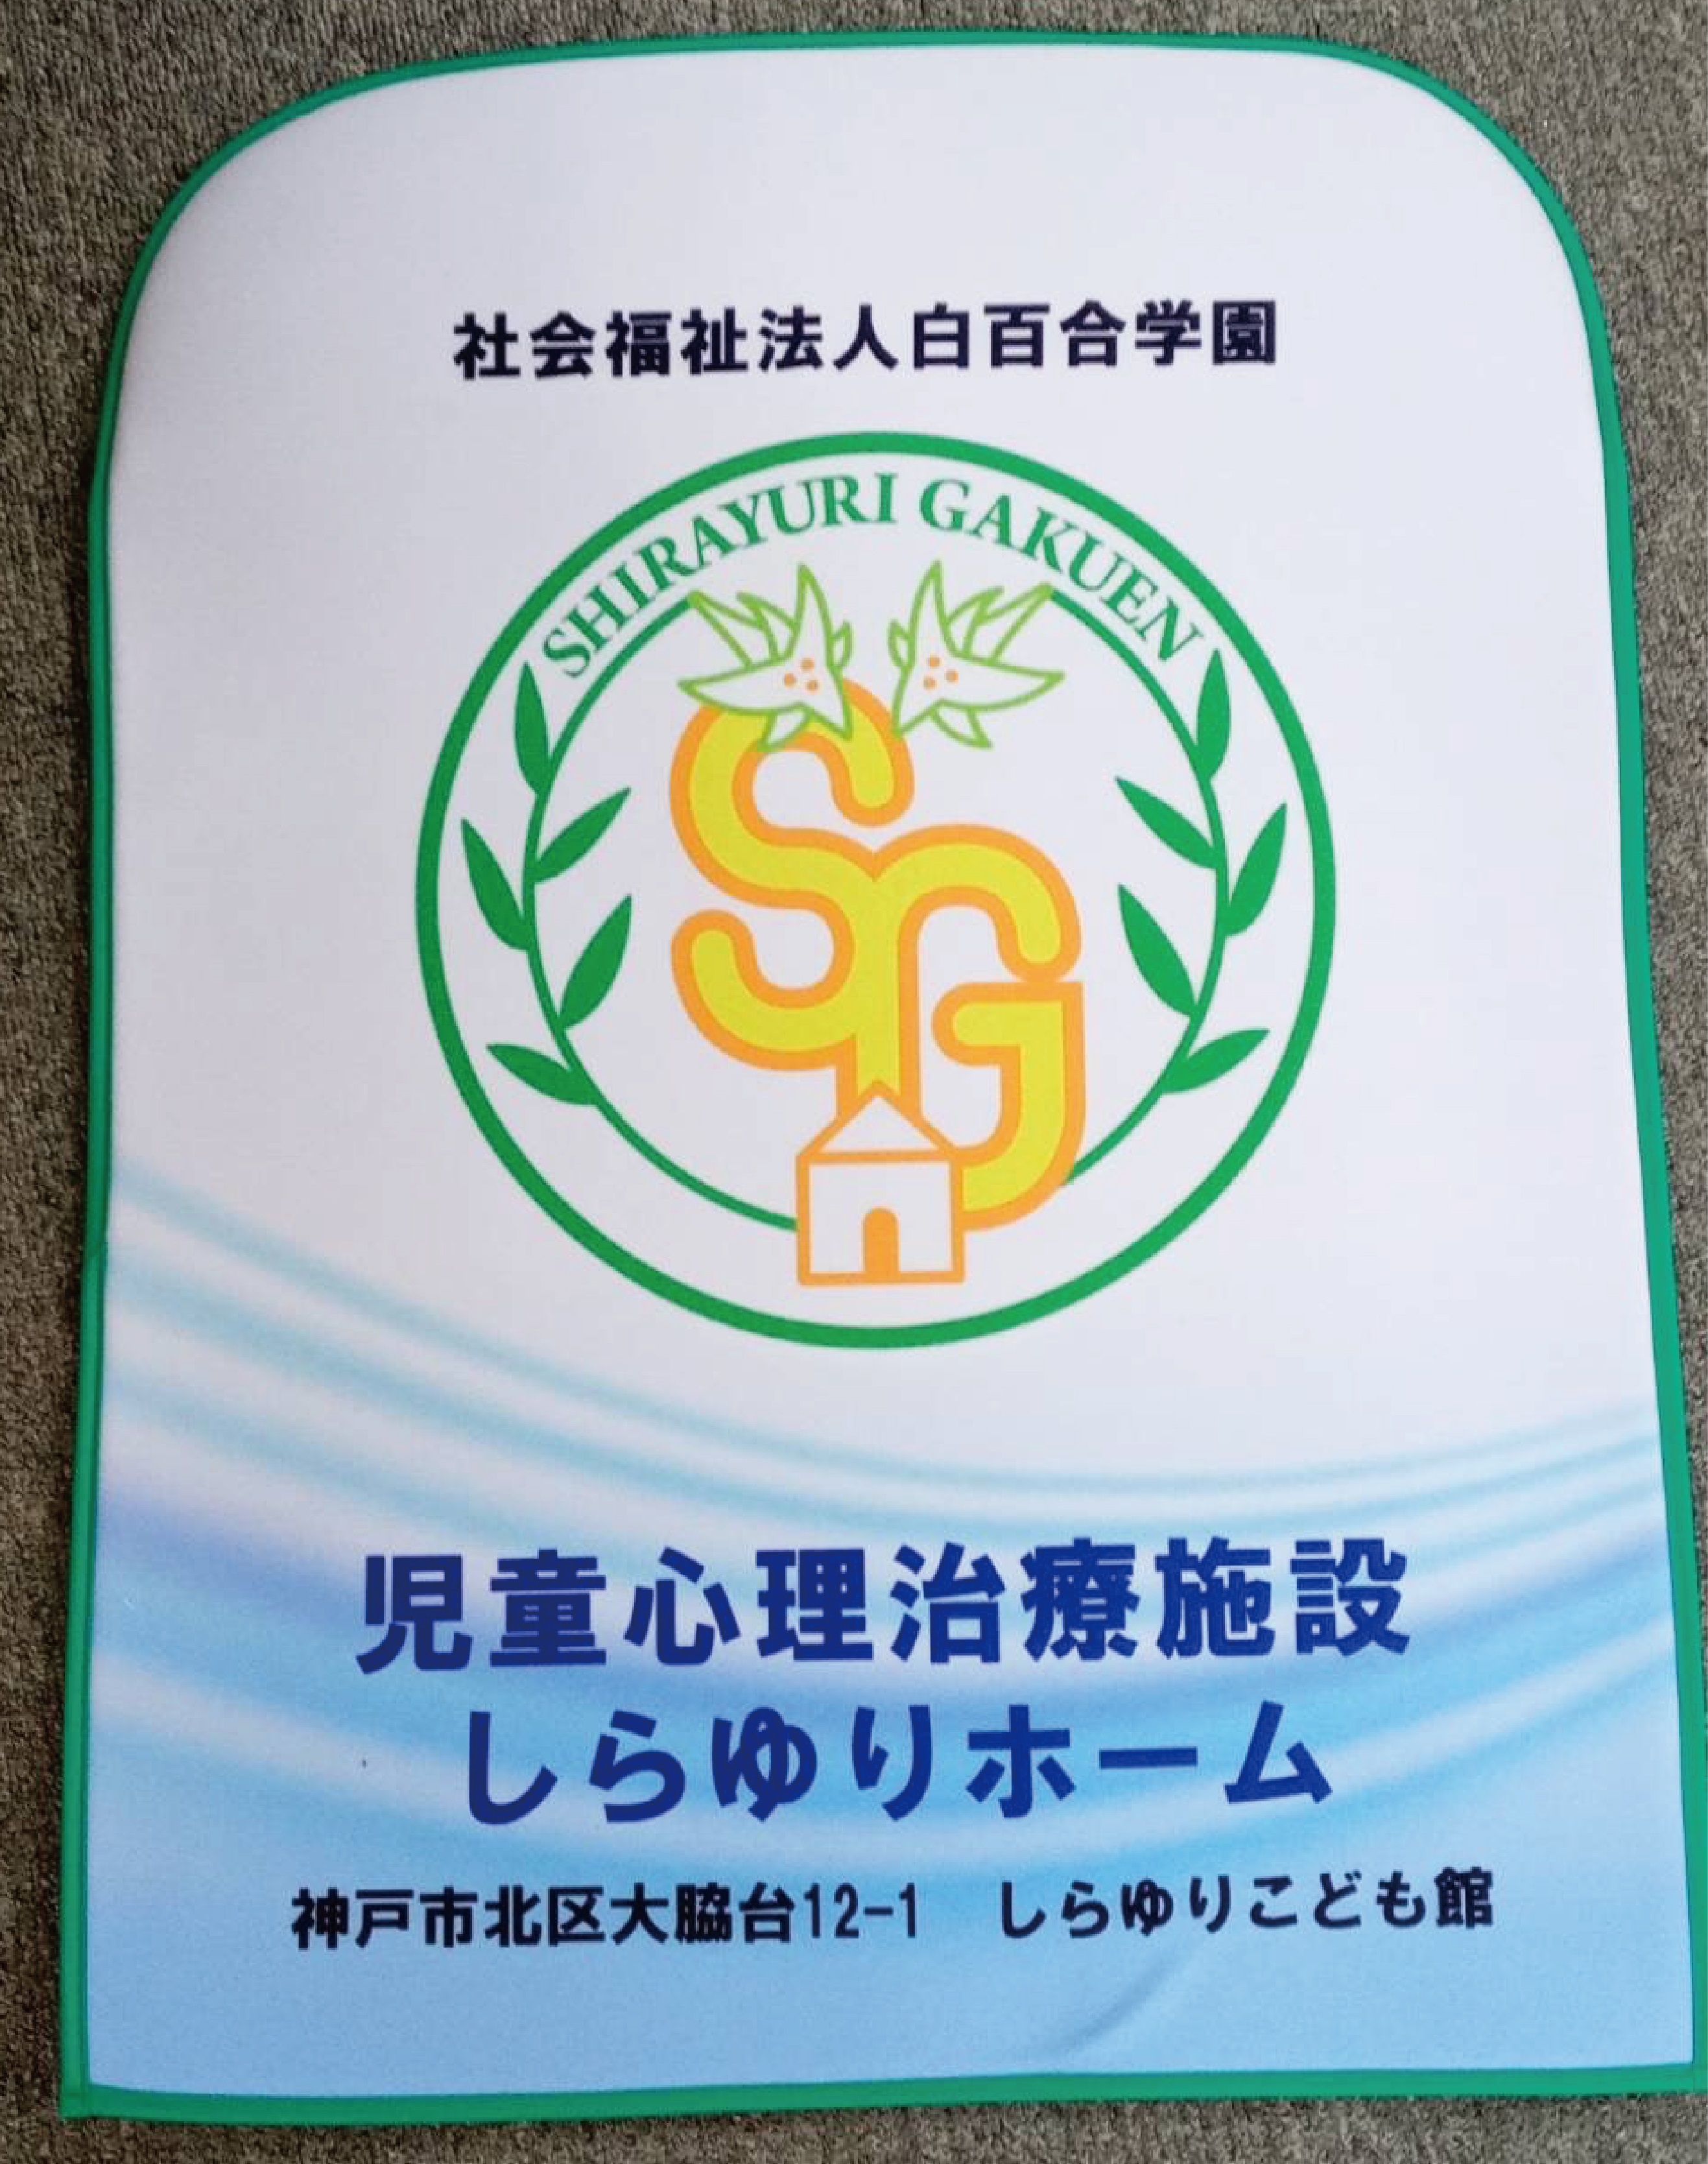 社会福祉法人白百合学園
SHIRAYURI GAKUEN
SG
児童心理治療施設
しらゆりホーム
神戸市北区大脇台12-1　しらゆりこども館